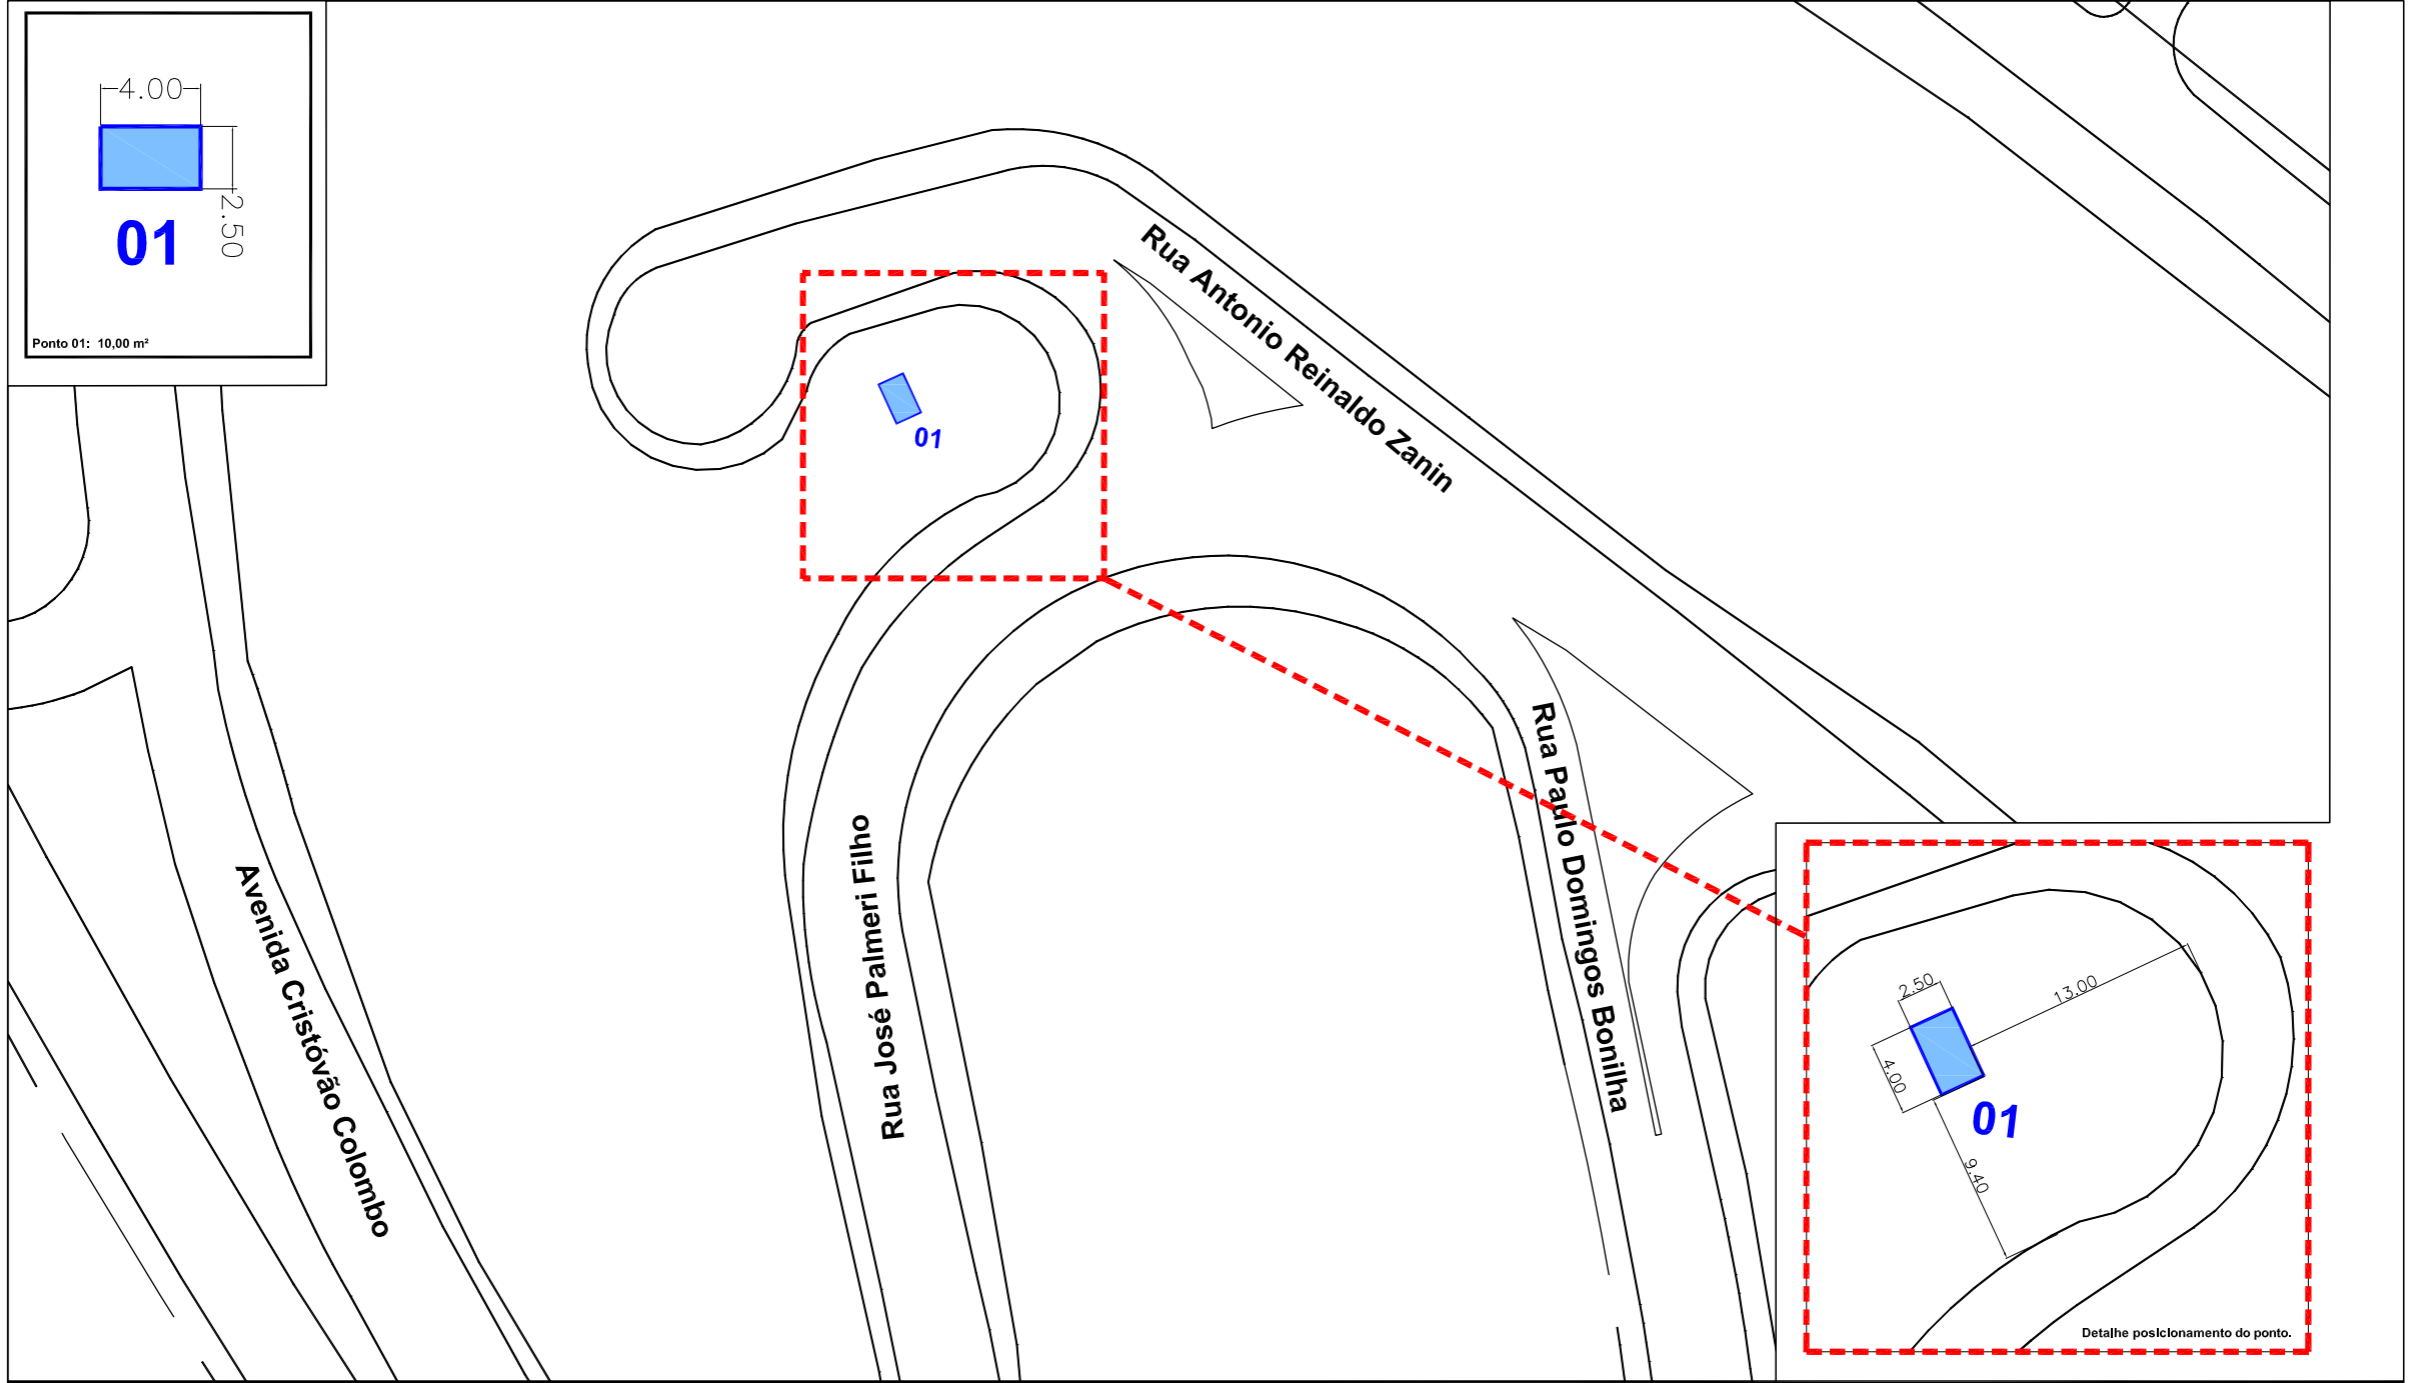 4.00
2.50
01
Ponto 01: 10,00 m²
Rua Antonio Reinaldo Zanin
01
Rua Paulo Domingos Bonilha
Rua José Palmeri Filho
Avenida Cristóvão Colombo
2.50
13.00
4.00
01
9.40
Detalhe posicionamento do ponto.